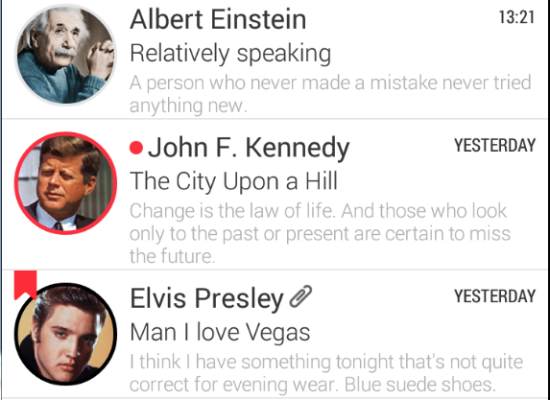 Albert Einstein 13:21
Relatively speaking
A person who never made a mistake never tried
anything new.
John F. Kennedy YESTERDAY
The City Upon a Hill
Change is the law of life. And those who look
only to the past or present are certain to miss
the future.
Elvis Presley YESTERDAY
Man I love Vegas
I think I have something tonight that's not quite
correct for evening wear. Blue suede shoes.